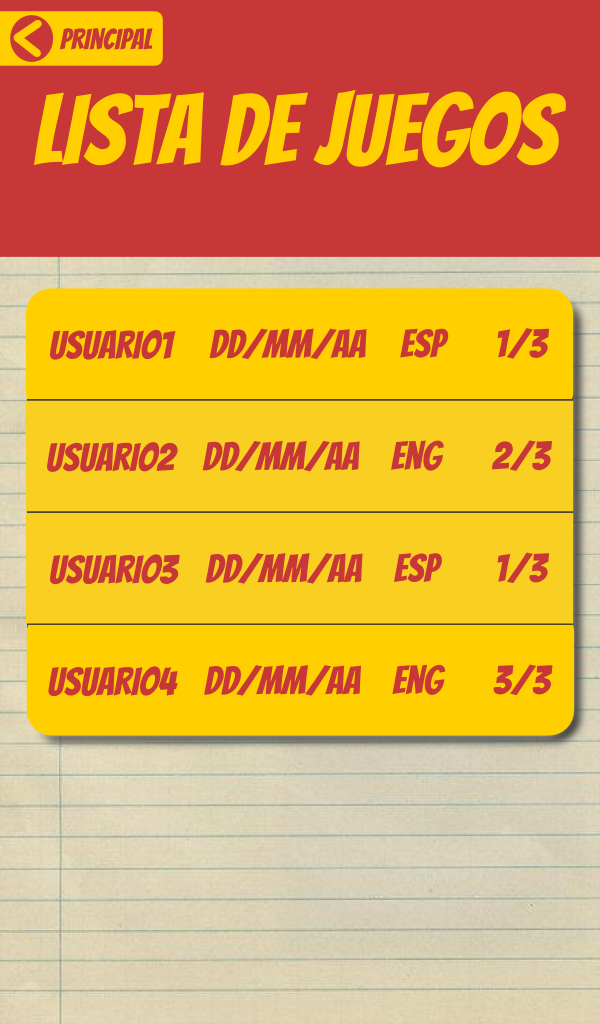 PRINCIPAL
LISTA DE JUEGOS
USUARIO1 DD/MM/AA ESP 1/3
USUARIO2 DD/MM/AA ENG 2/3
USUARIO3 DD/MM/AA ESP 1/3
USUARIO4 DD/MM/AA ENG 3/3